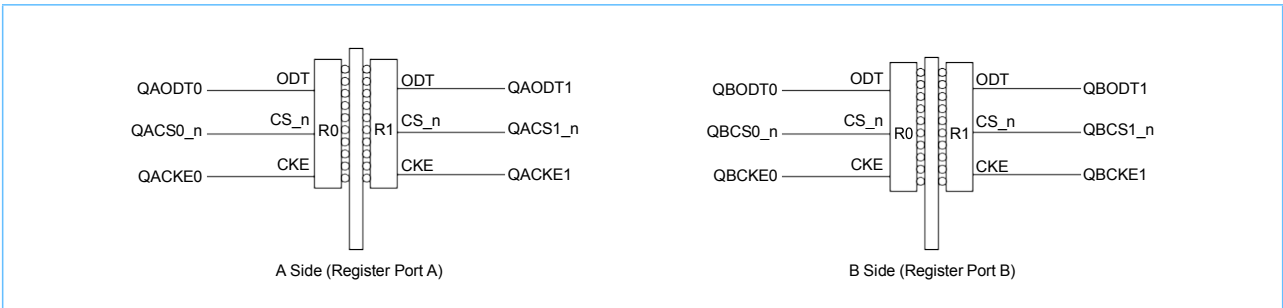 QAODT0 ODT ODT QAODT1
QACS0_n CS_n R0 R1 CS_n QACS1_n
QACKE0 CKE CKE QACKE1
A Side (Register Port A)
QBODT0 ODT ODT QBODT1
QBCS0_n CS_n R0 R1 CS_n QBCS1_n
QBCKE0 CKE CKE QBCKE1
B Side (Register Port B)